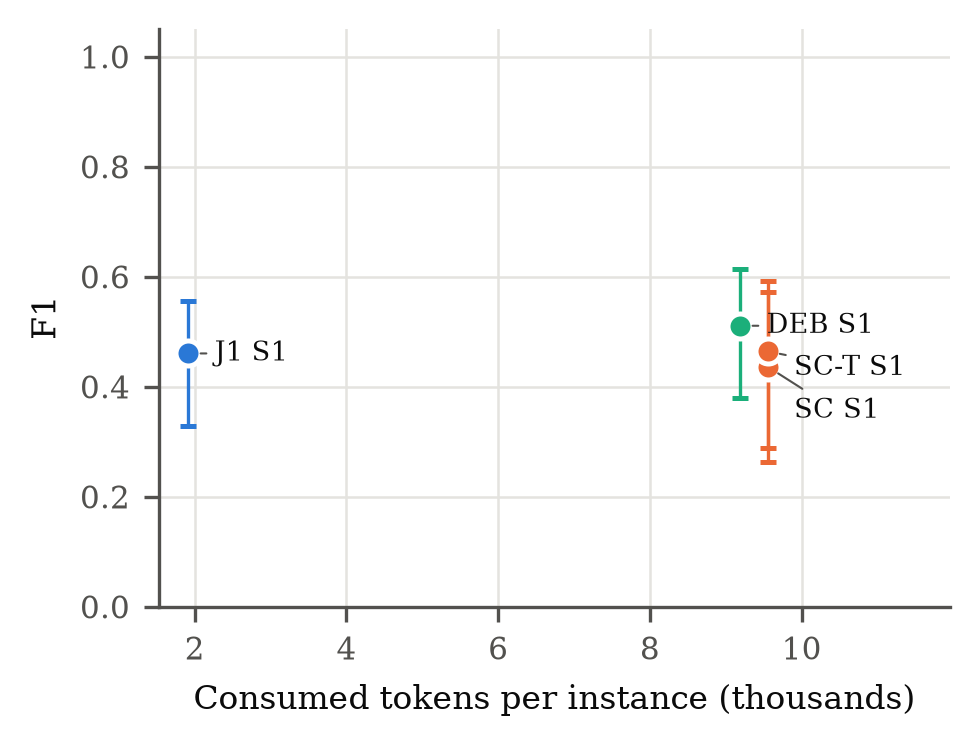 1.0
0.8
0.6
0.4
0.2
0.0
F1
J1 S1
DEB S1
SC-T S1
SC S1
2 4 6 8 10
Consumed tokens per instance (thousands)